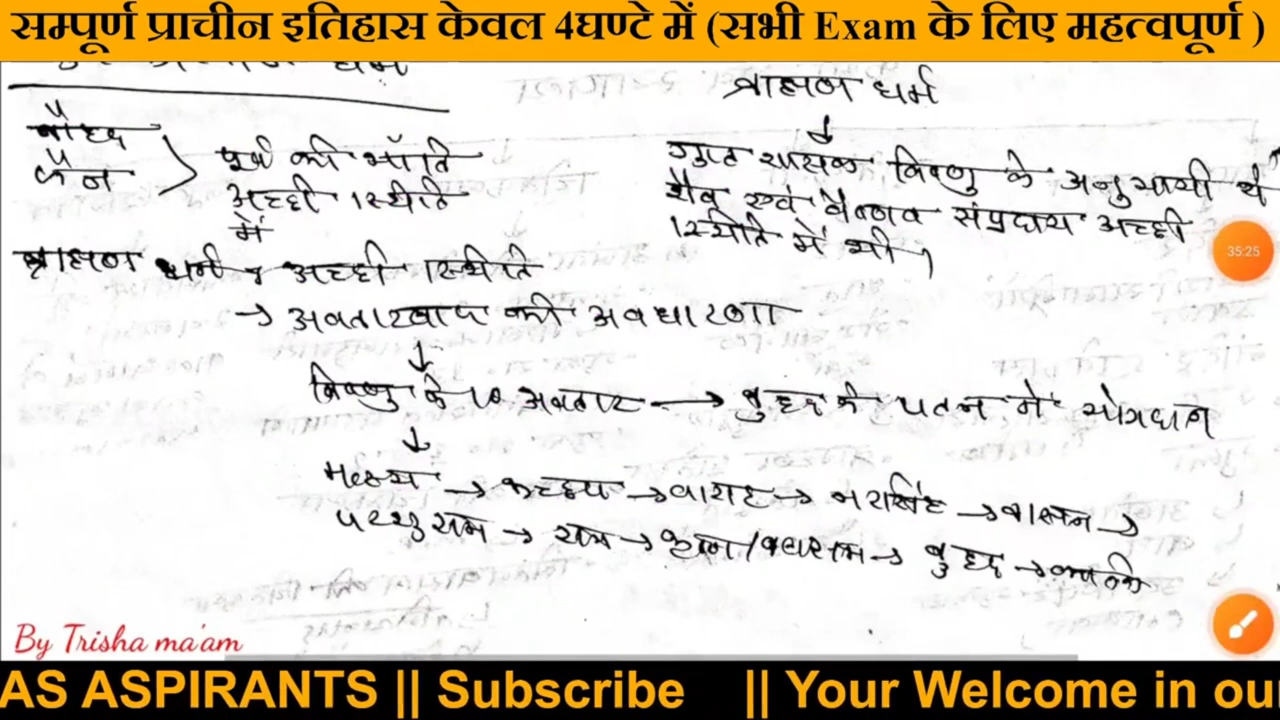 सम्पूर्ण प्राचीन इतिहास केवल 4घण्टे में (सभी Exam के लिए महत्वपूर्ण )
धर्म
बौद्ध
जैन
पूर्व की भाँति
अच्छी स्थिति
में
ब्राह्मण धर्म अच्छी स्थिति
→ अवतारवाद की अवधारणा
↓
विष्णु के 10 अवतार → बुद्ध के पतन में योगदान
↓
मत्स्य → कच्छप → वाराह → नरसिंह → वामन →
परशुराम → राम → कृष्ण/बलराम → बुद्ध → कल्कि
ब्राह्मण धर्म
↓
गुप्त शासक विष्णु के अनुयायी थे
शैव एवं वैष्णव संप्रदाय अच्छी
स्थिति में थी।
35:25
By Trisha ma'am
AS ASPIRANTS || Subscribe || Your Welcome in our